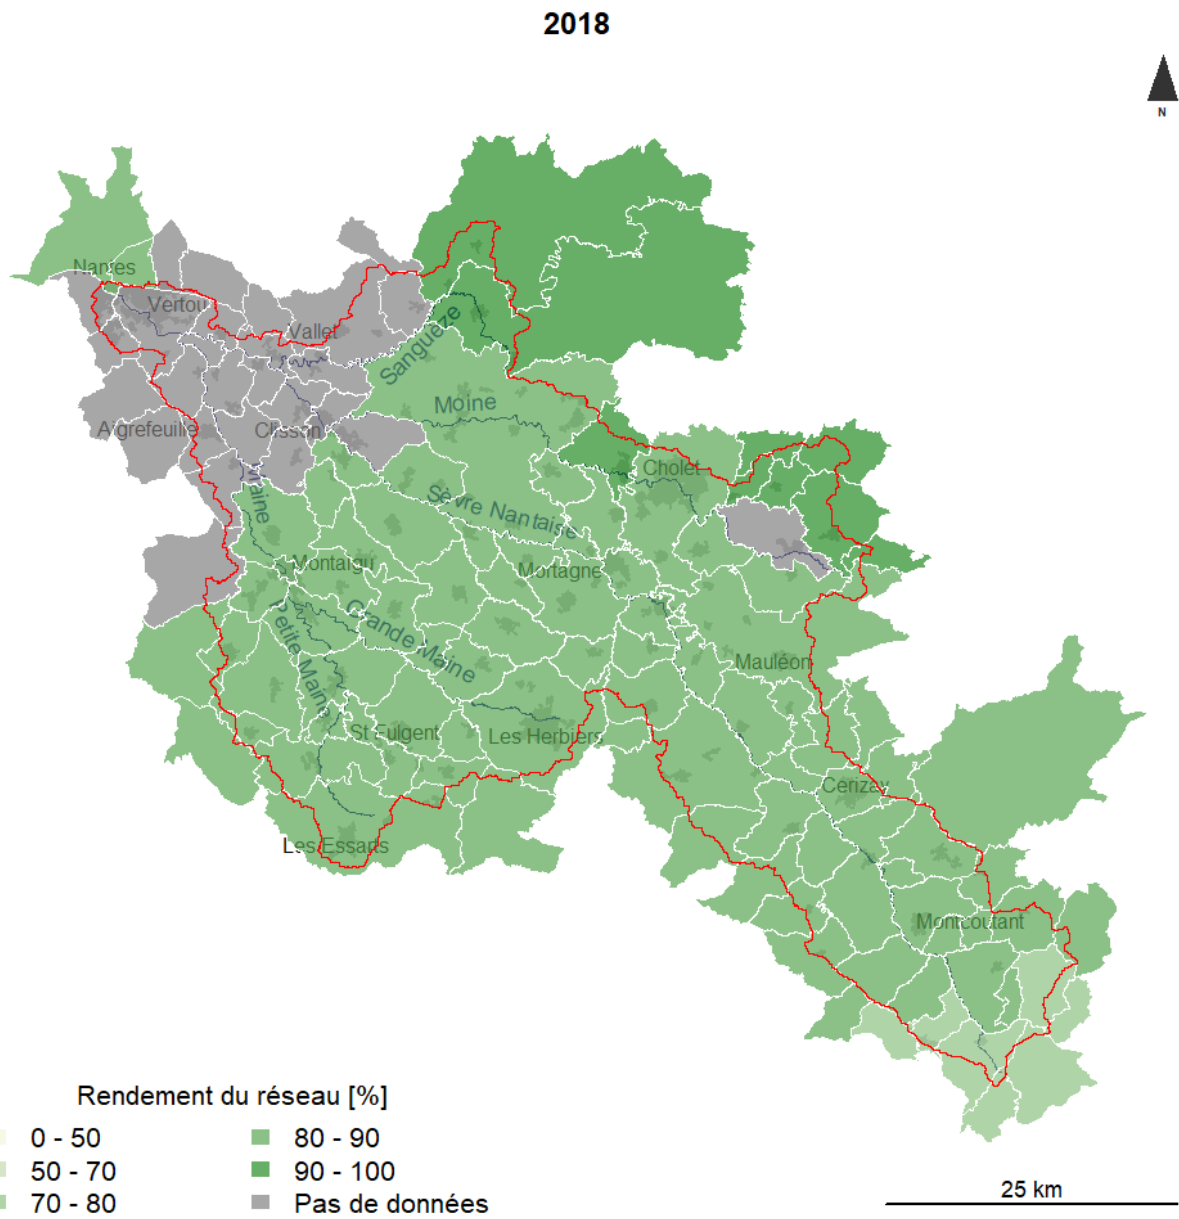 2018
N
Nantes
Vertou
Vallet
Sanguèze
Moine
Aigrefeuille
Clisson
Cholet
Maine
Sèvre Nantaise
Montaigu
Mortagne
Petite Maine
Grande Maine
Mauléon
St Fulgent
Les Herbiers
Cerizay
Les Essarts
Montcoutant
Rendement du réseau [%]
0 - 50
80 - 90
50 - 70
90 - 100
70 - 80
Pas de données
25 km